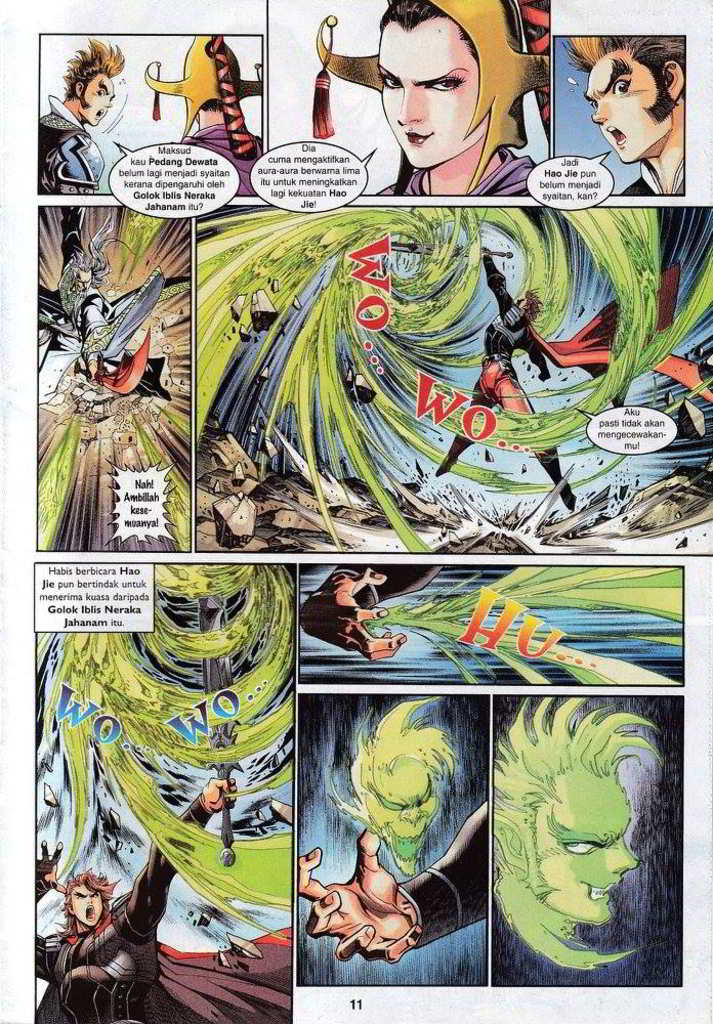 Maksud
kau Pedang Dewata
belum lagi menjadi syaitan
kerana dipengaruhi oleh
Golok Iblis Neraka
Jahanam itu?
Dia
cuma mengaktifkan
aura-aura berwarna lima
itu untuk meningkatkan
lagi kekuatan Hao
Jie!
Jadi
Hao Jie pun
belum menjadi
syaitan, kan?
Nah!
Ambillah
kese-
muanya!
WO...
WO...
Aku
pasti tidak akan
mengecewakan-
mu!
Habis berbicara Hao
Jie pun bertindak untuk
menerima kuasa daripada
Golok Iblis Neraka
Jahanam itu.
WO... WO...
HU...
11